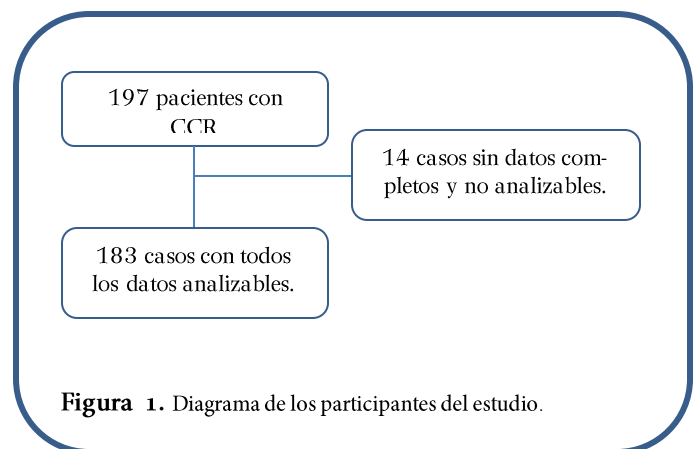 197 pacientes con
CCR
14 casos sin datos com-
pletos y no analizables.
183 casos con todos
los datos analizables.
Figura 1. Diagrama de los participantes del estudio.